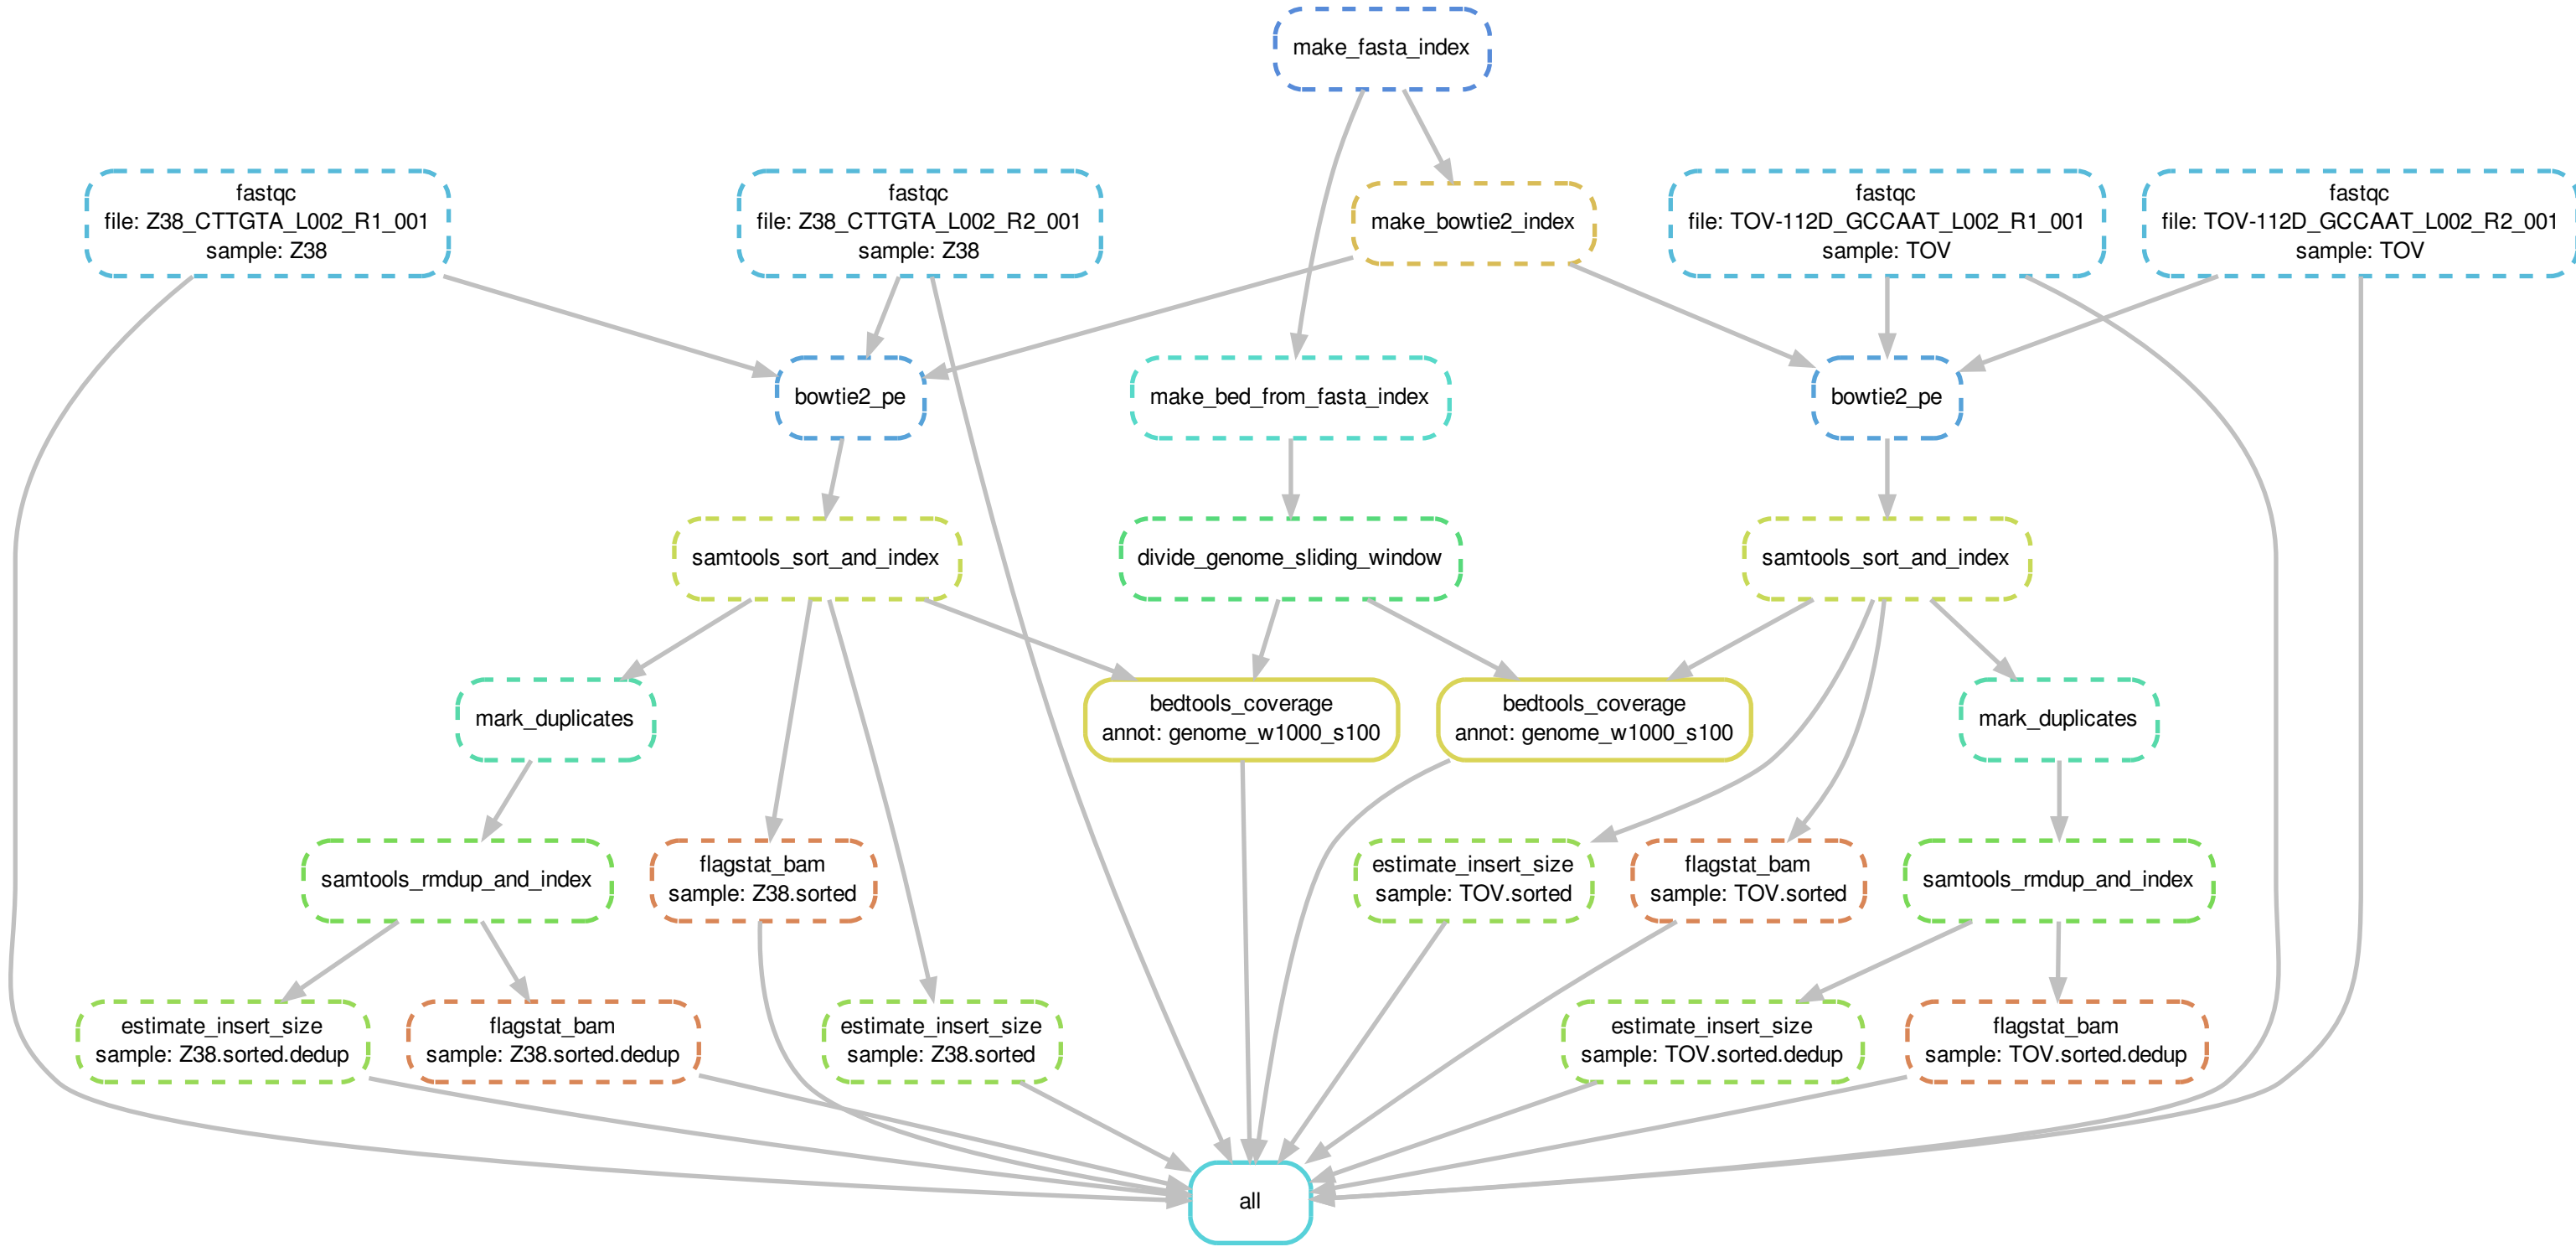 make_fasta_index
fastqc
file: Z38_CTTGTA_L002_R1_001
sample: Z38
fastqc
file: Z38_CTTGTA_L002_R2_001
sample: Z38
make_bowtie2_index
fastqc
file: TOV-112D_GCCAAT_L002_R1_001
sample: TOV
fastqc
file: TOV-112D_GCCAAT_L002_R2_001
sample: TOV
bowtie2_pe
make_bed_from_fasta_index
bowtie2_pe
samtools_sort_and_index
divide_genome_sliding_window
samtools_sort_and_index
mark_duplicates
bedtools_coverage
annot: genome_w1000_s100
bedtools_coverage
annot: genome_w1000_s100
mark_duplicates
samtools_rmdup_and_index
flagstat_bam
sample: Z38.sorted
estimate_insert_size
sample: TOV.sorted
flagstat_bam
sample: TOV.sorted
samtools_rmdup_and_index
estimate_insert_size
sample: Z38.sorted.dedup
flagstat_bam
sample: Z38.sorted.dedup
estimate_insert_size
sample: Z38.sorted
estimate_insert_size
sample: TOV.sorted.dedup
flagstat_bam
sample: TOV.sorted.dedup
all